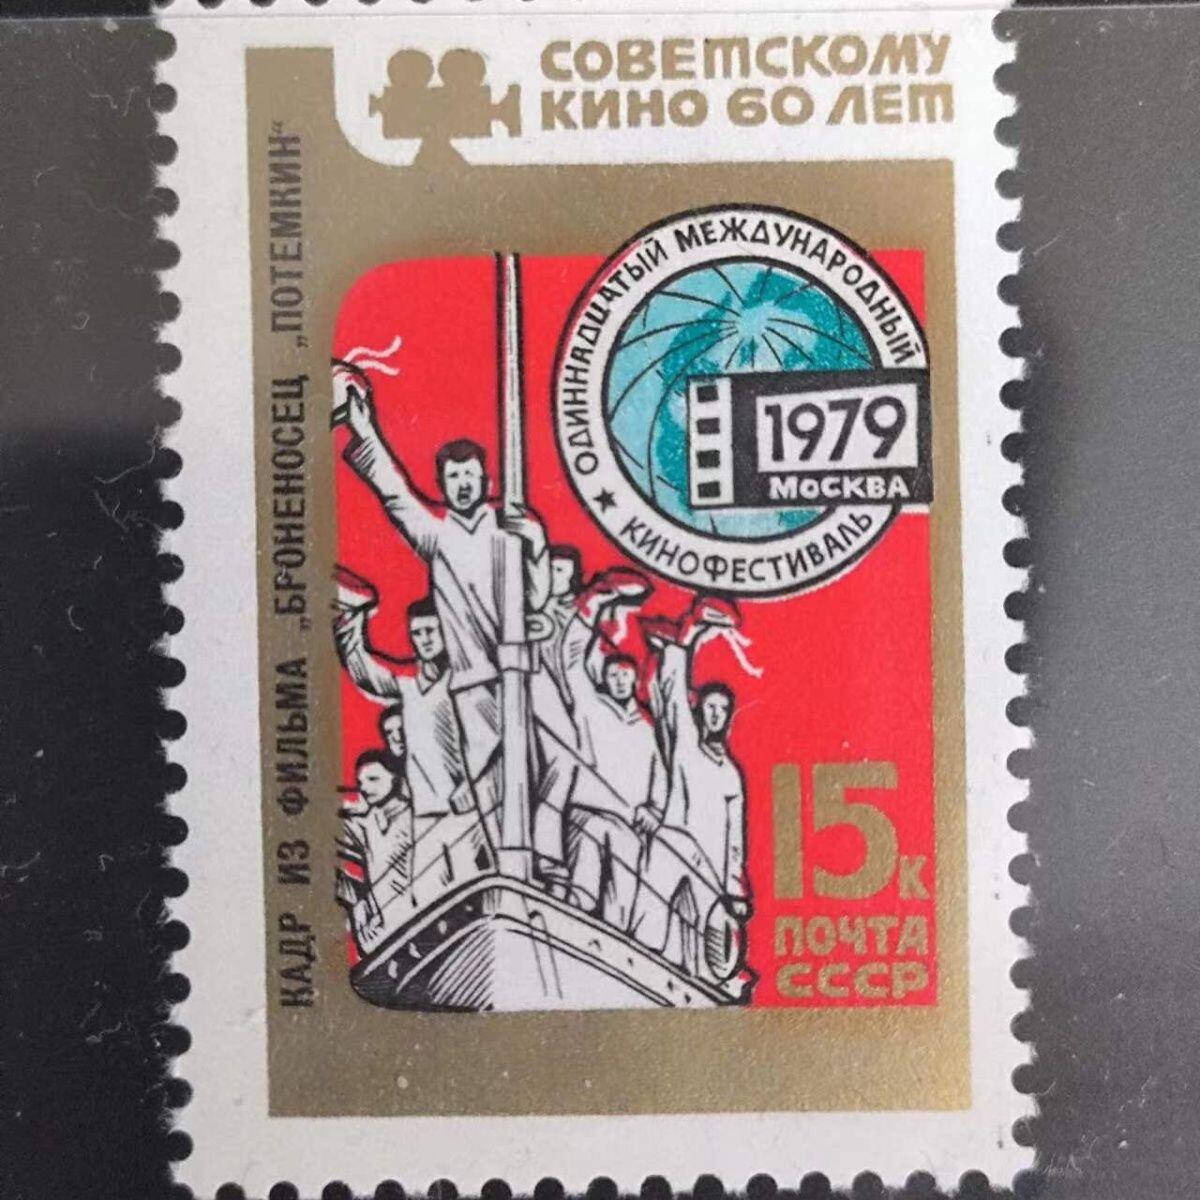 СОВЕТСКОМУ
КИНО 60 ЛЕТ
КАДР ИЗ ФИЛЬМА „БРОНЕНОСЕЦ „ПОТЕМКИН“
ОДИННАДЦАТЫЙ МЕЖДУНАРОДНЫЙ
КИНОФЕСТИВАЛЬ
1979
МОСКВА
15к
ПОЧТА
СССР